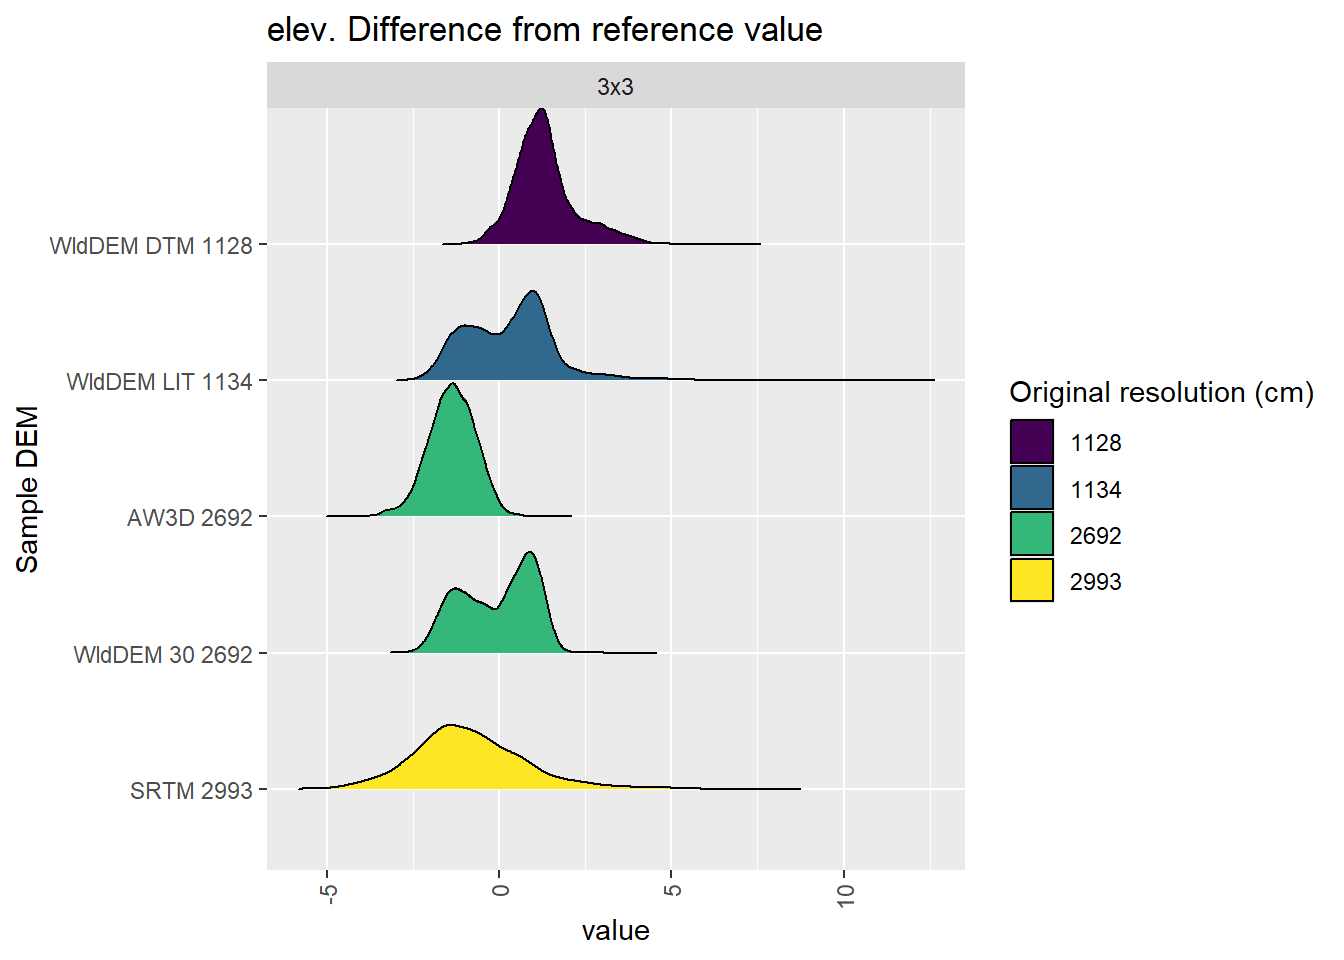 elev. Difference from reference value
3x3
WldDEM DTM 1128
WldDEM LIT 1134
AW3D 2692
WldDEM 30 2692
SRTM 2993
Sample DEM
-5
0
5
10
value
Original resolution (cm)
1128
1134
2692
2993